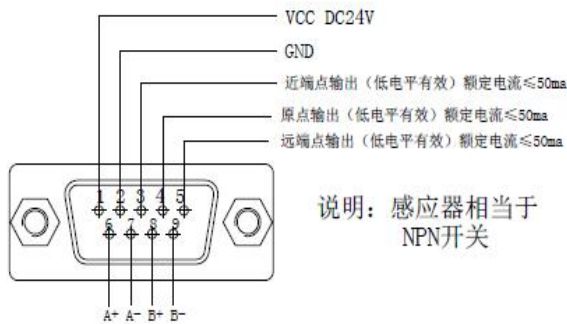 VCC DC24V
GND
近端点输出（低电平有效）额定电流≤50ma
原点输出（低电平有效）额定电流≤50ma
远端点输出（低电平有效）额定电流≤50ma
1 2 3 4 5
6 7 8 9
说明：感应器相当于
NPN开关
A+ A- B+ B-